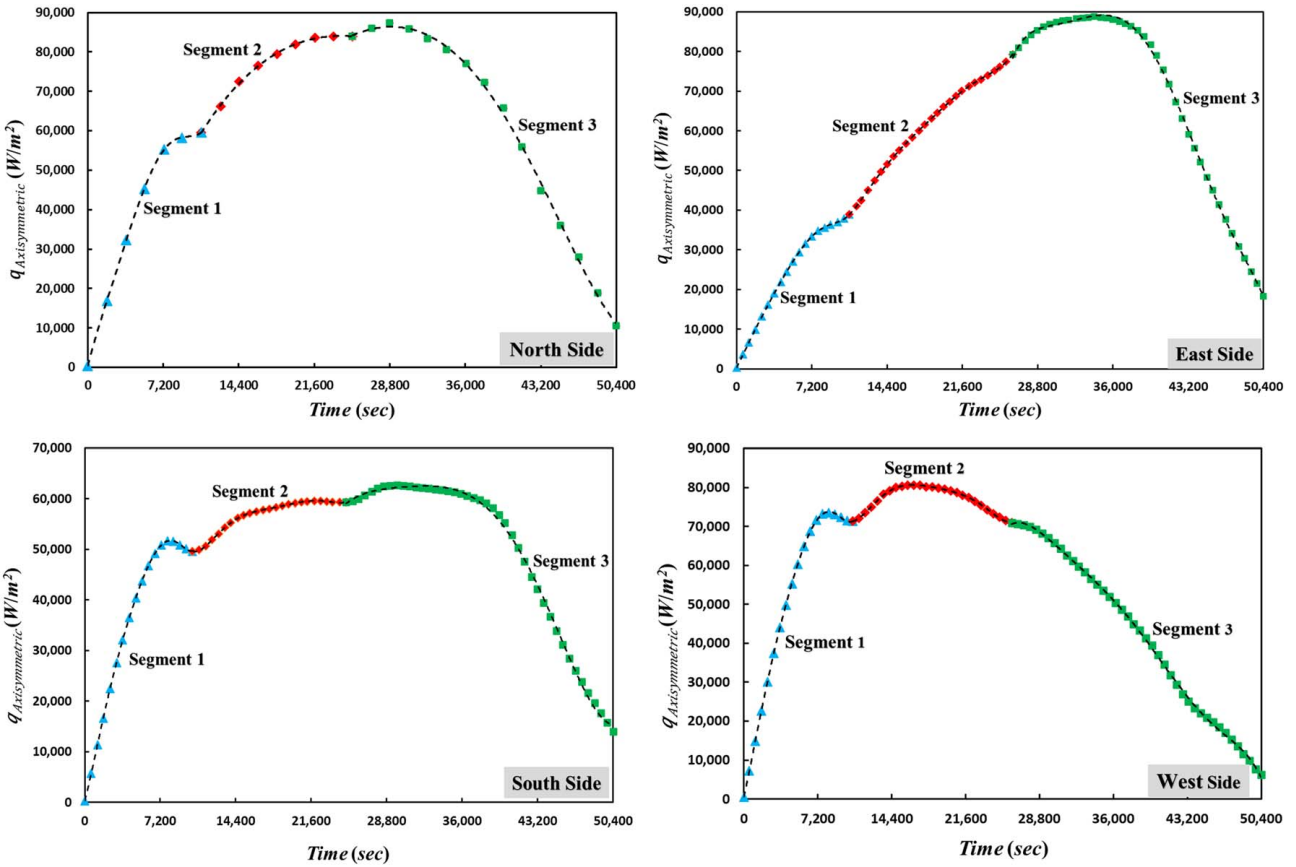 90,000
80,000
70,000
60,000
50,000
40,000
30,000
20,000
10,000
0
q Axisymmetric (W/m²)
Segment 2
Segment 1
Segment 3
North Side
0 7,200 14,400 21,600 28,800 36,000 43,200 50,400
Time (sec)
90,000
80,000
70,000
60,000
50,000
40,000
30,000
20,000
10,000
0
q Axisymmetric (W/m²)
Segment 3
Segment 2
Segment 1
East Side
0 7,200 14,400 21,600 28,800 36,000 43,200 50,400
Time (sec)
70,000
60,000
50,000
40,000
30,000
20,000
10,000
0
q Axisymmetric (W/m²)
Segment 2
Segment 3
Segment 1
South Side
0 7,200 14,400 21,600 28,800 36,000 43,200 50,400
Time (sec)
90,000
80,000
70,000
60,000
50,000
40,000
30,000
20,000
10,000
0
q Axisymmetric (W/m²)
Segment 2
Segment 3
Segment 1
West Side
0 7,200 14,400 21,600 28,800 36,000 43,200 50,400
Time (sec)